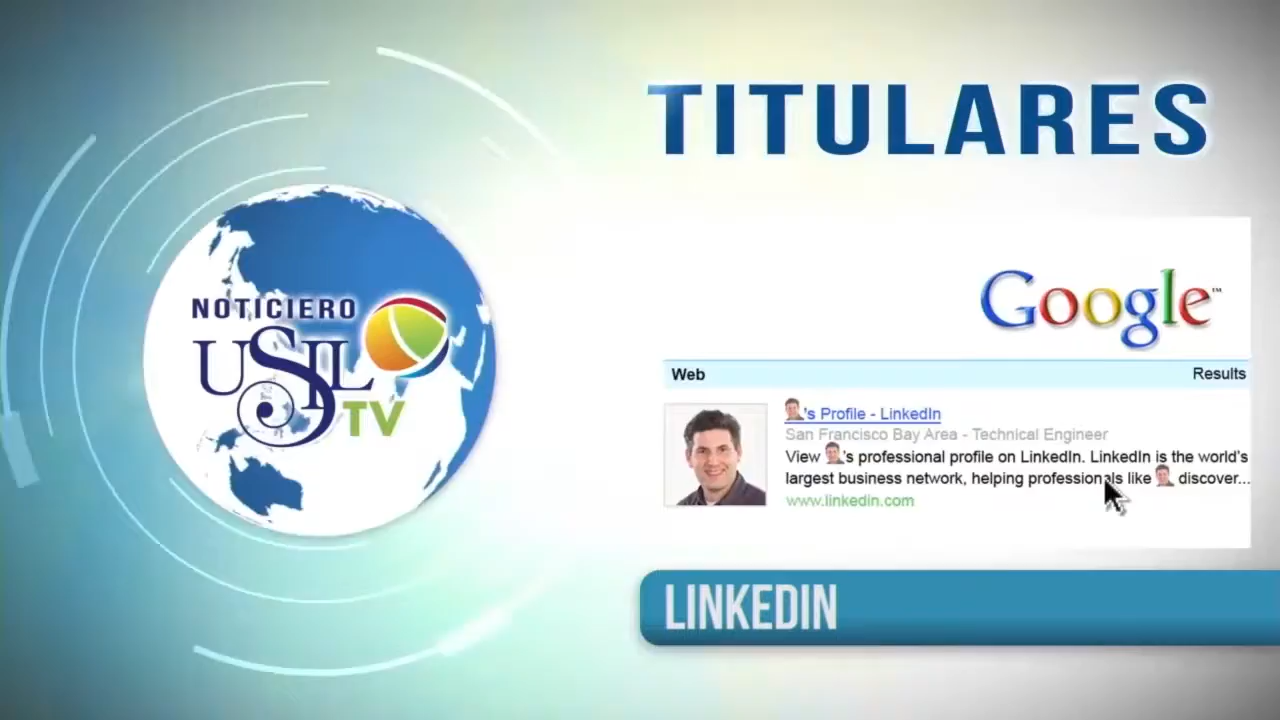 TITULARES
NOTICIERO
USIL
TV
Google™
Web
Results
's Profile - LinkedIn
San Francisco Bay Area - Technical Engineer
View 's professional profile on LinkedIn. LinkedIn is the world's
largest business network, helping professionals like discover...
www.linkedin.com
LINKEDIN